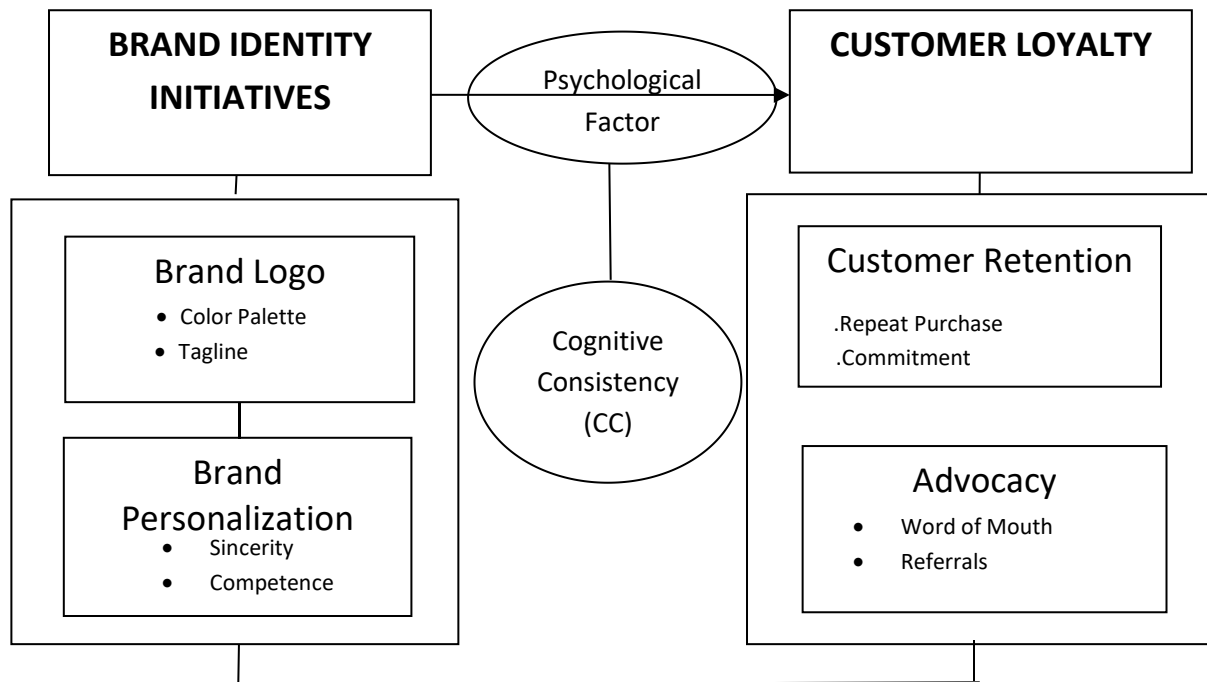 BRAND IDENTITY
INITIATIVES
Psychological
Factor
CUSTOMER LOYALTY
Brand Logo
• Color Palette
• Tagline
Brand
Personalization
• Sincerity
• Competence
Cognitive
Consistency
(CC)
Customer Retention
.Repeat Purchase
.Commitment
Advocacy
• Word of Mouth
• Referrals